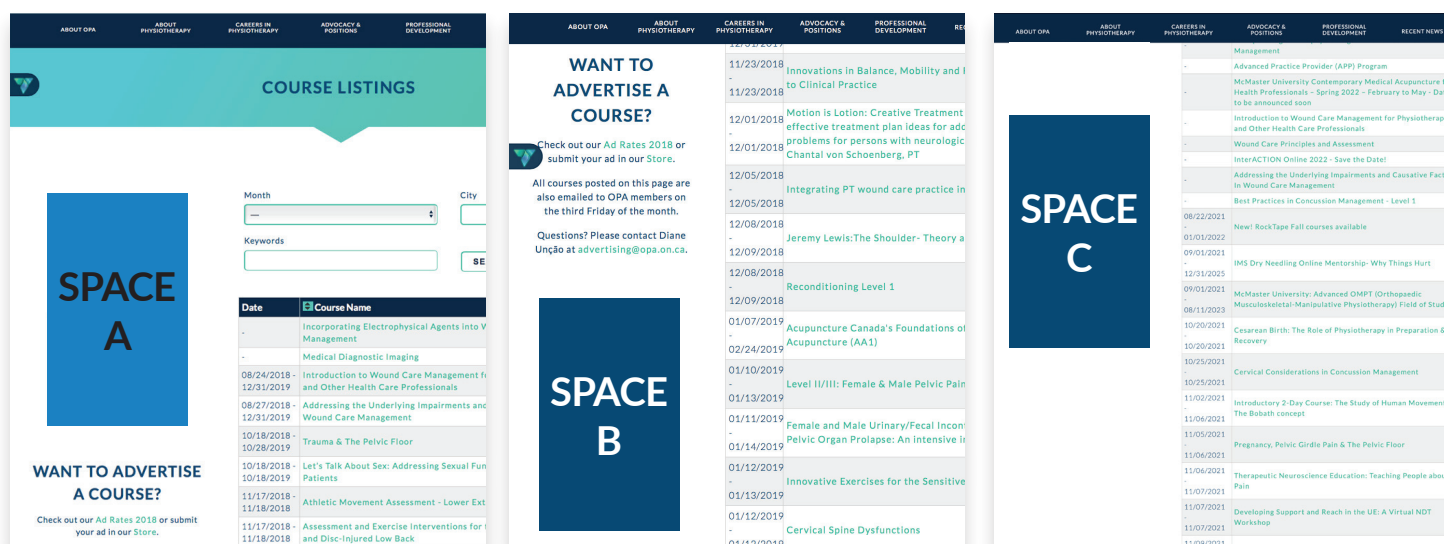 ABOUT OPA
ABOUT
PHYSIOTHERAPY
CAREERS IN
PHYSIOTHERAPY
ADVOCACY &
POSITIONS
PROFESSIONAL
DEVELOPMENT
COURSE LISTINGS
SPACE
A
WANT TO ADVERTISE
A COURSE?
Check out our Ad Rates 2018 or submit
your ad in our Store.
Month
—
City
Keywords
SE
Date Course Name
- Incorporating Electrophysical Agents into
Management
- Medical Diagnostic Imaging
08/24/2018 - Introduction to Wound Care Management
12/31/2019 and Other Health Care Professionals
08/27/2018 - Addressing the Underlying Impairments and
12/31/2019 Wound Care Management
10/18/2018 - Trauma & The Pelvic Floor
10/28/2019
10/18/2018 - Let's Talk About Sex: Addressing Sexual Fun
10/18/2019 Patients
11/17/2018 - Athletic Movement Assessment - Lower Ext
11/18/2018
11/17/2018 - Assessment and Exercise Interventions for
11/18/2018 and Disc-Injured Low Back
ABOUT OPA
ABOUT
PHYSIOTHERAPY
CAREERS IN
PHYSIOTHERAPY
ADVOCACY &
POSITIONS
PROFESSIONAL
DEVELOPMENT
REC
WANT TO
ADVERTISE A
COURSE?
Check out our Ad Rates 2018 or
submit your ad in our Store.
All courses posted on this page are
also emailed to OPA members on
the third Friday of the month.
Questions? Please contact Diane
Unção at advertising@opa.on.ca.
SPACE
B
11/23/2018 Innovations in Balance, Mobility and
-
11/23/2018 to Clinical Practice
12/01/2018 Motion is Lotion: Creative Treatment
- effective treatment plan ideas for add
problems for persons with neurologic
12/01/2018 Chantal von Schoenberg, PT
12/05/2018
- Integrating PT wound care practice in
12/05/2018
12/08/2018
- Jeremy Lewis:The Shoulder- Theory a
12/09/2018
12/08/2018
- Reconditioning Level 1
12/09/2018
01/07/2019 Acupuncture Canada's Foundations of
-
02/24/2019 Acupuncture (AA1)
01/10/2019
- Level II/III: Female & Male Pelvic Pain
01/13/2019
01/11/2019 Female and Male Urinary/Fecal Incont
-
01/14/2019 Pelvic Organ Prolapse: An intensive in
01/12/2019
- Innovative Exercises for the Sensitive
01/13/2019
01/12/2019
- Cervical Spine Dysfunctions
ABOUT OPA
ABOUT
PHYSIOTHERAPY
CAREERS IN
PHYSIOTHERAPY
ADVOCACY &
POSITIONS
PROFESSIONAL
DEVELOPMENT
RECENT NEWS
SPACE
C
Management
- Advanced Practice Provider (APP) Program
McMaster University Contemporary Medical Acupuncture
- Health Professionals – Spring 2022 – February to May - Dat
to be announced soon
- Introduction to Wound Care Management for Physiotherap
and Other Health Care Professionals
- Wound Care Principles and Assessment
- InterACTION Online 2022 - Save the Date!
- Addressing the Underlying Impairments and Causative Fact
In Wound Care Management
- Best Practices in Concussion Management - Level 1
08/22/2021
- New! RockTape Fall courses available
01/01/2022
09/01/2021
- IMS Dry Needling Online Mentorship- Why Things Hurt
12/31/2025
09/01/2021 McMaster University: Advanced OMPT (Orthopaedic
- Musculoskeletal-Manipulative Physiotherapy) Field of Stud
08/11/2023
10/20/2021 Cesarean Birth: The Role of Physiotherapy in Preparation &
- Recovery
10/20/2021
10/25/2021
- Cervical Considerations in Concussion Management
10/25/2021
11/02/2021 Introductory 2-Day Course: The Study of Human Movement
- The Bobath concept
11/06/2021
11/05/2021
- Pregnancy, Pelvic Girdle Pain & The Pelvic Floor
11/06/2021
11/06/2021 Therapeutic Neuroscience Education: Teaching People abou
- Pain
11/07/2021
11/07/2021 Developing Support and Reach in the UE: A Virtual NDT
- Workshop
11/07/2021